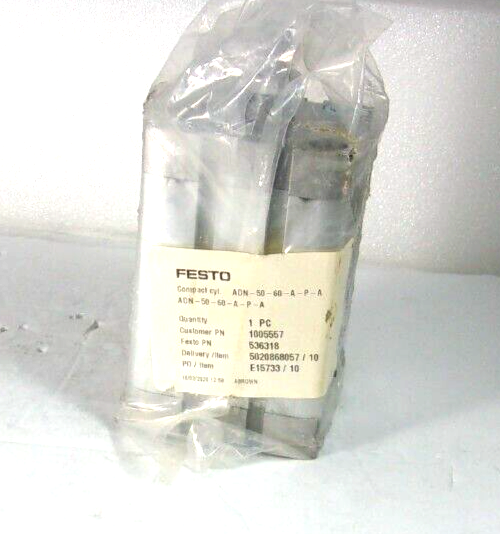 FESTO
Compact cyl. ADN-50-60-A-P-A
ADN-50-60-A-P-A
Quantity 1 PC
Customer PN 1005557
Festo PN 536318
Delivery /Item 5020868057 / 10
PO / Item E15733 / 10
ABROWN